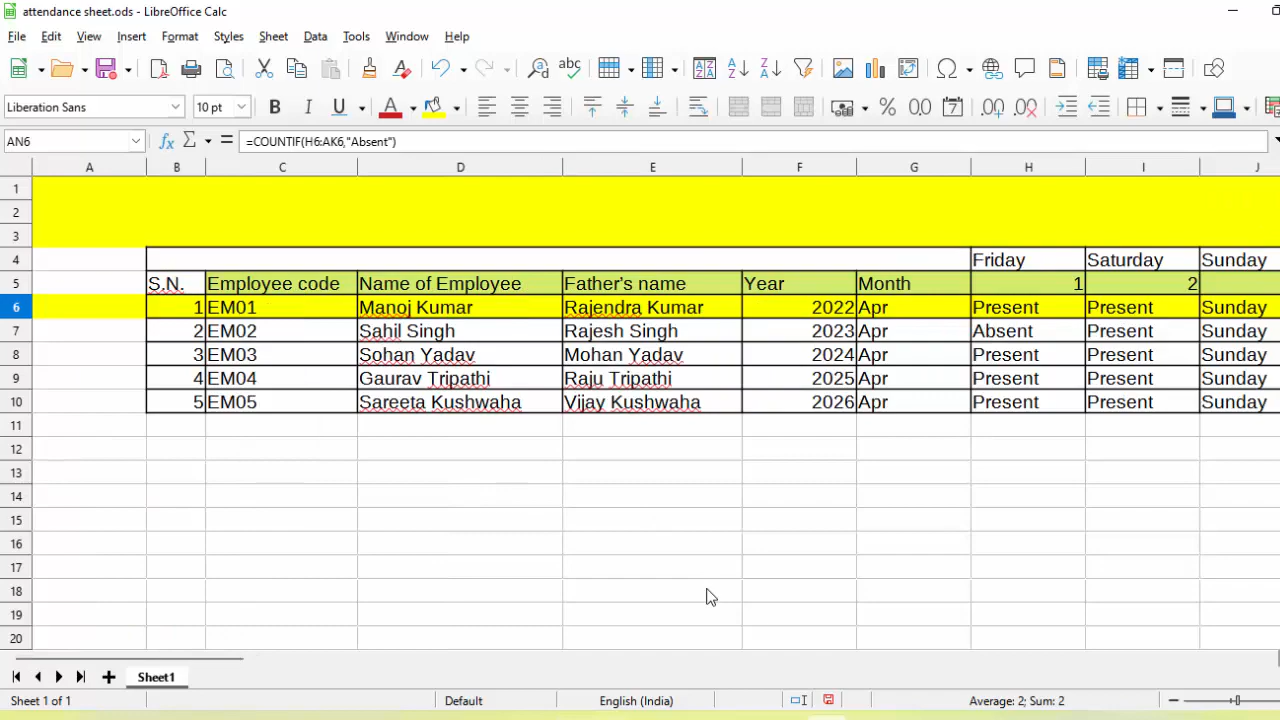 attendance sheet.ods - LibreOffice Calc
File Edit View Insert Format Styles Sheet Data Tools Window Help
Liberation Sans 10 pt
AN6 =COUNTIF(H6:AK6,"Absent")
A B C D E F G H I J
1
2
3
4 Friday Saturday Sunday
5 S.N. Employee code Name of Employee Father's name Year Month 1 2
6 1 EM01 Manoj Kumar Rajendra Kumar 2022 Apr Present Present Sunday
7 2 EM02 Sahil Singh Rajesh Singh 2023 Apr Absent Present Sunday
8 3 EM03 Sohan Yadav Mohan Yadav 2024 Apr Present Present Sunday
9 4 EM04 Gaurav Tripathi Raju Tripathi 2025 Apr Present Present Sunday
10 5 EM05 Sareeta Kushwaha Vijay Kushwaha 2026 Apr Present Present Sunday
11
12
13
14
15
16
17
18
19
20
Sheet1
Sheet 1 of 1 Default English (India) Average: 2; Sum: 2